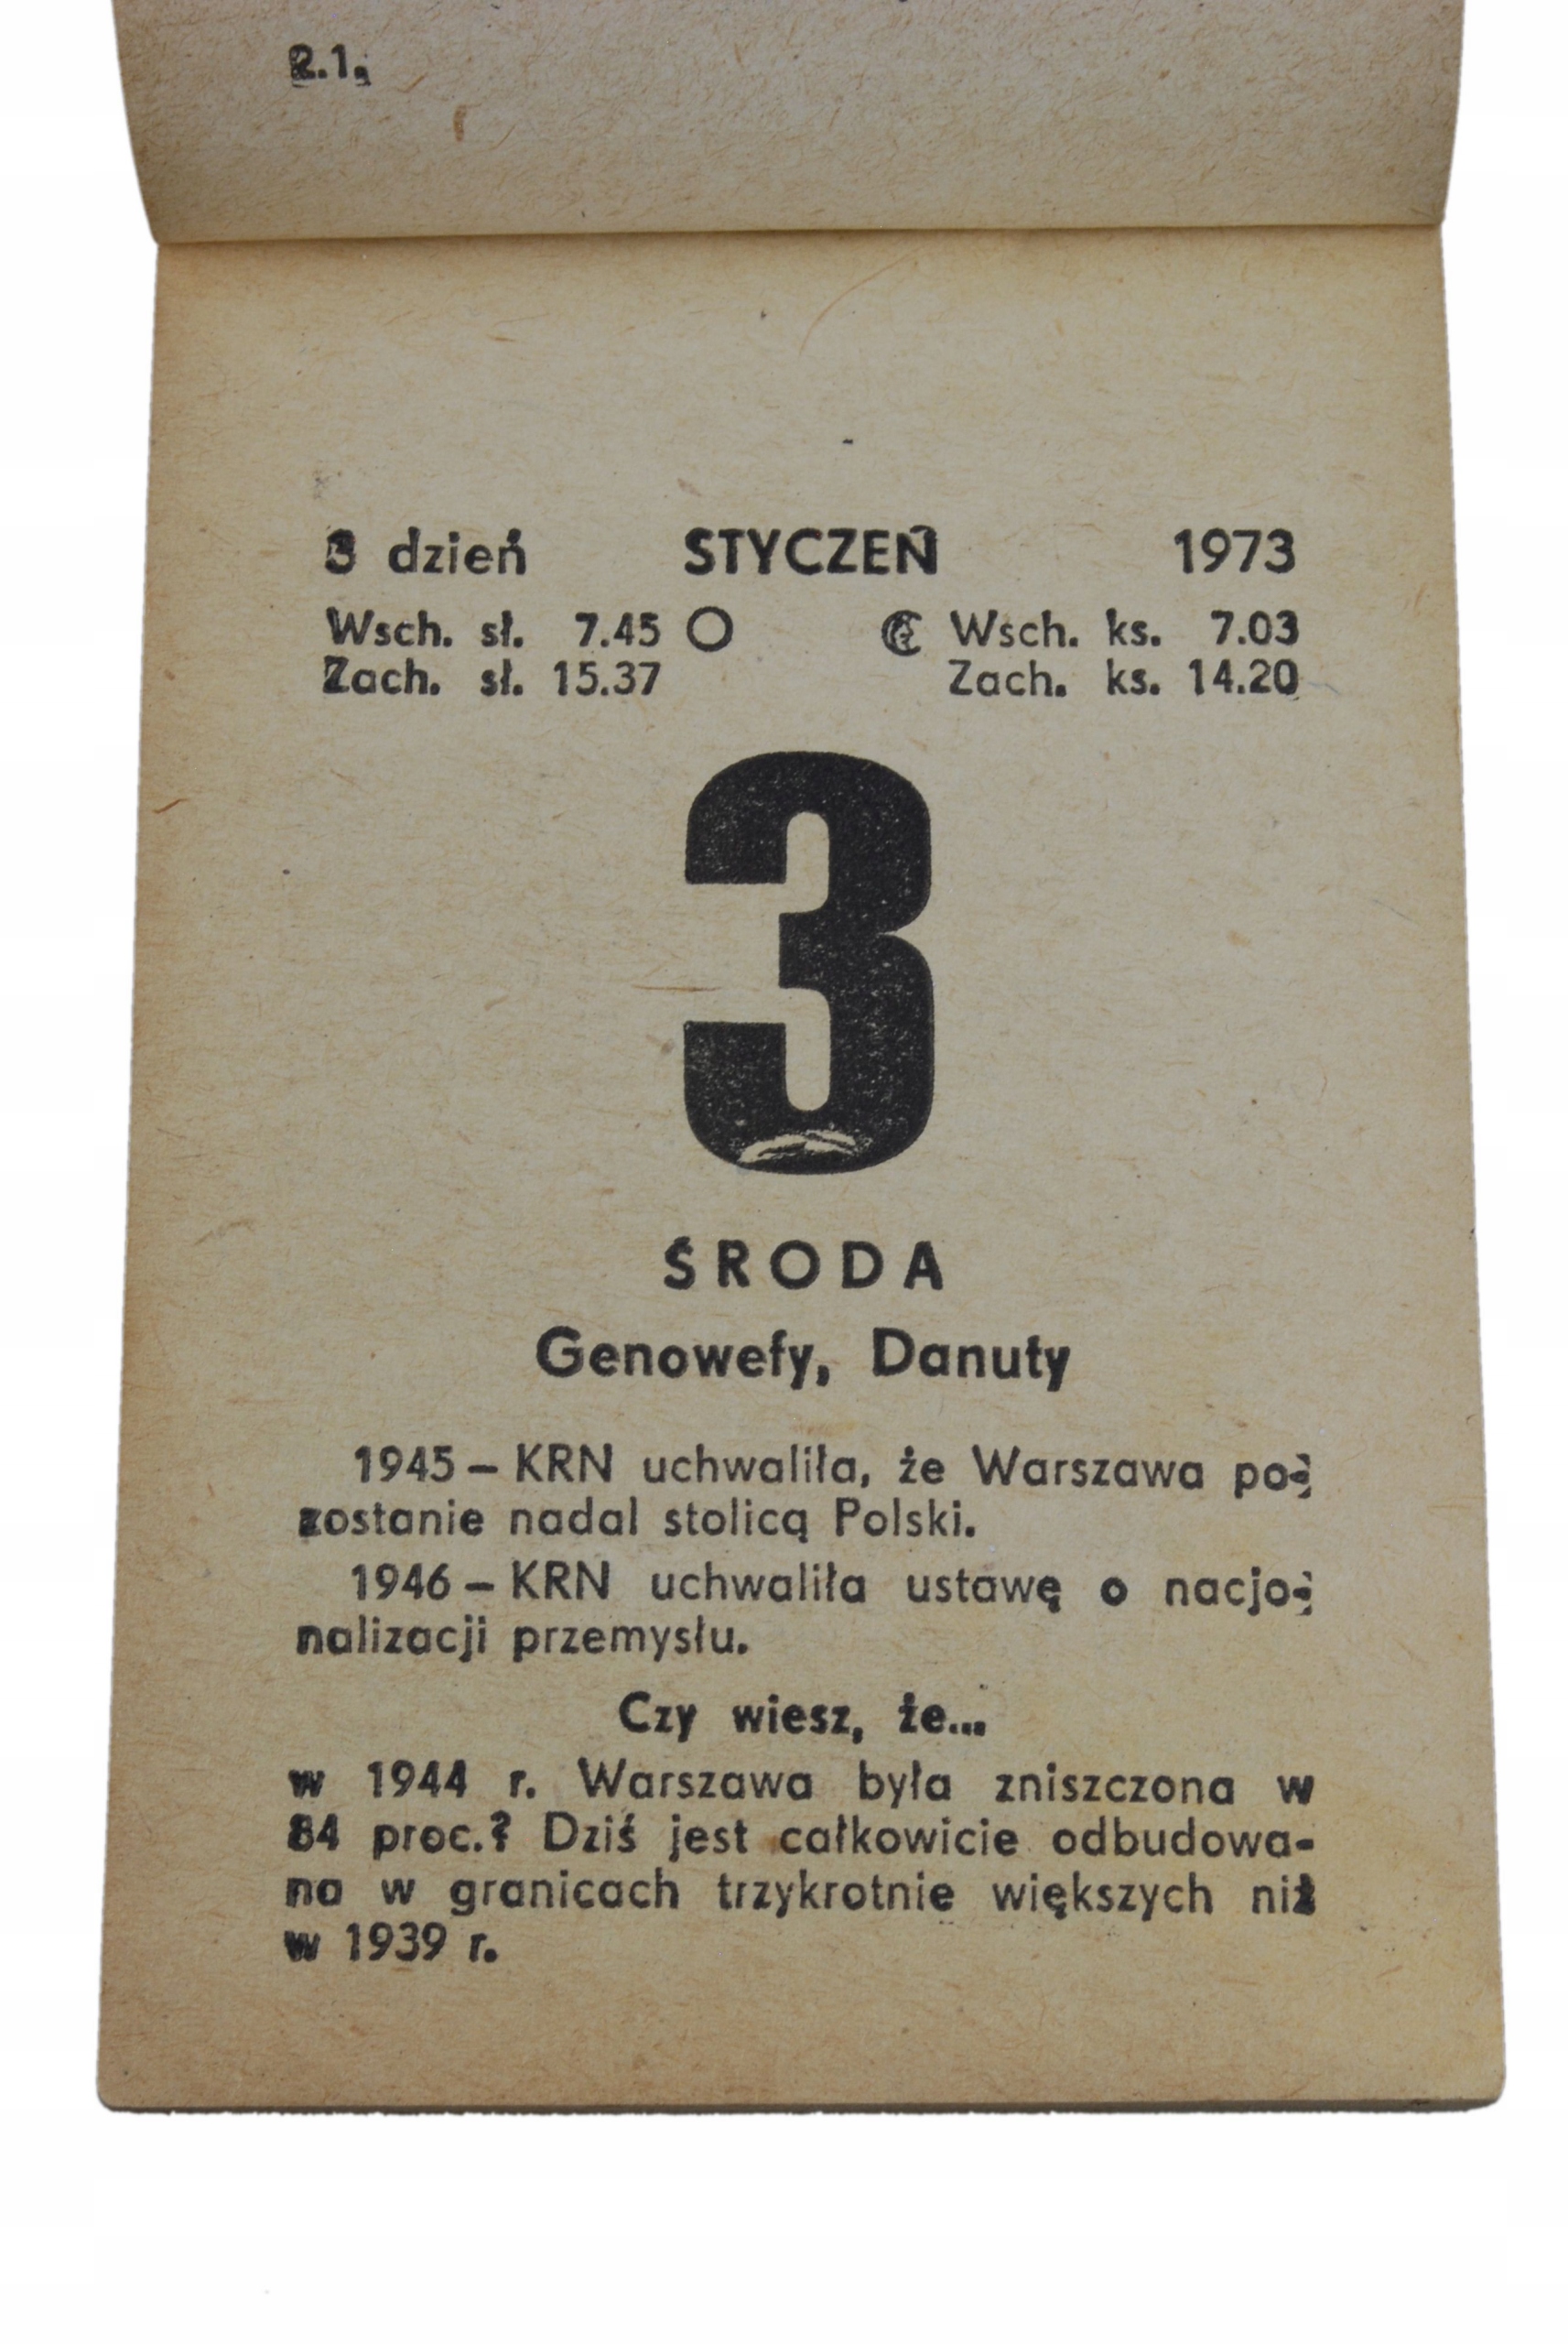 2.1.
3 dzień STYCZEŃ 1973
Wsch. sł. 7.45 Wsch. ks. 7.03
Zach. sł. 15.37 Zach. ks. 14.20
3
ŚRODA
Genowefy, Danuty
1945 – KRN uchwaliła, że Warszawa po-
zostanie nadal stolicą Polski.
1946 – KRN uchwaliła ustawę o nacjo-
nalizacji przemysłu.
Czy wiesz, że...
w 1944 r. Warszawa była zniszczona w
84 proc.? Dziś jest całkowicie odbudowa-
na w granicach trzykrotnie większych niż
w 1939 r.